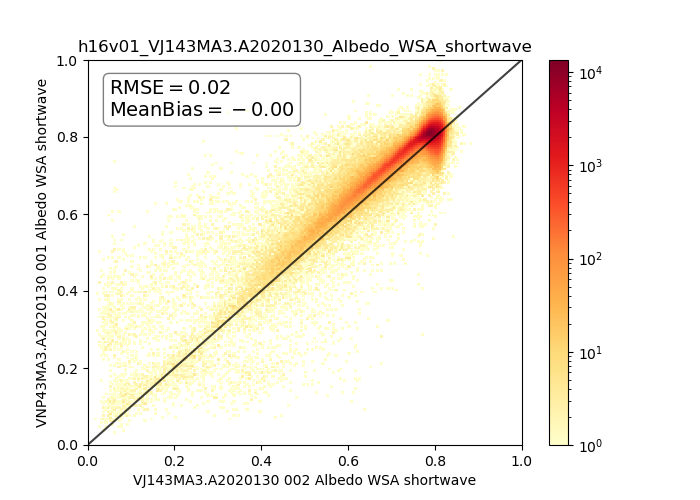 h16v01_VJ143MA3.A2020130_Albedo_WSA_shortwave
RMSE = 0.02
MeanBias = −0.00
VNP43MA3.A2020130 001 Albedo WSA shortwave
1.0
0.8
0.6
0.4
0.2
0.0
0.0 0.2 0.4 0.6 0.8 1.0
VJ143MA3.A2020130 002 Albedo WSA shortwave
10⁴
10³
10²
10¹
10⁰